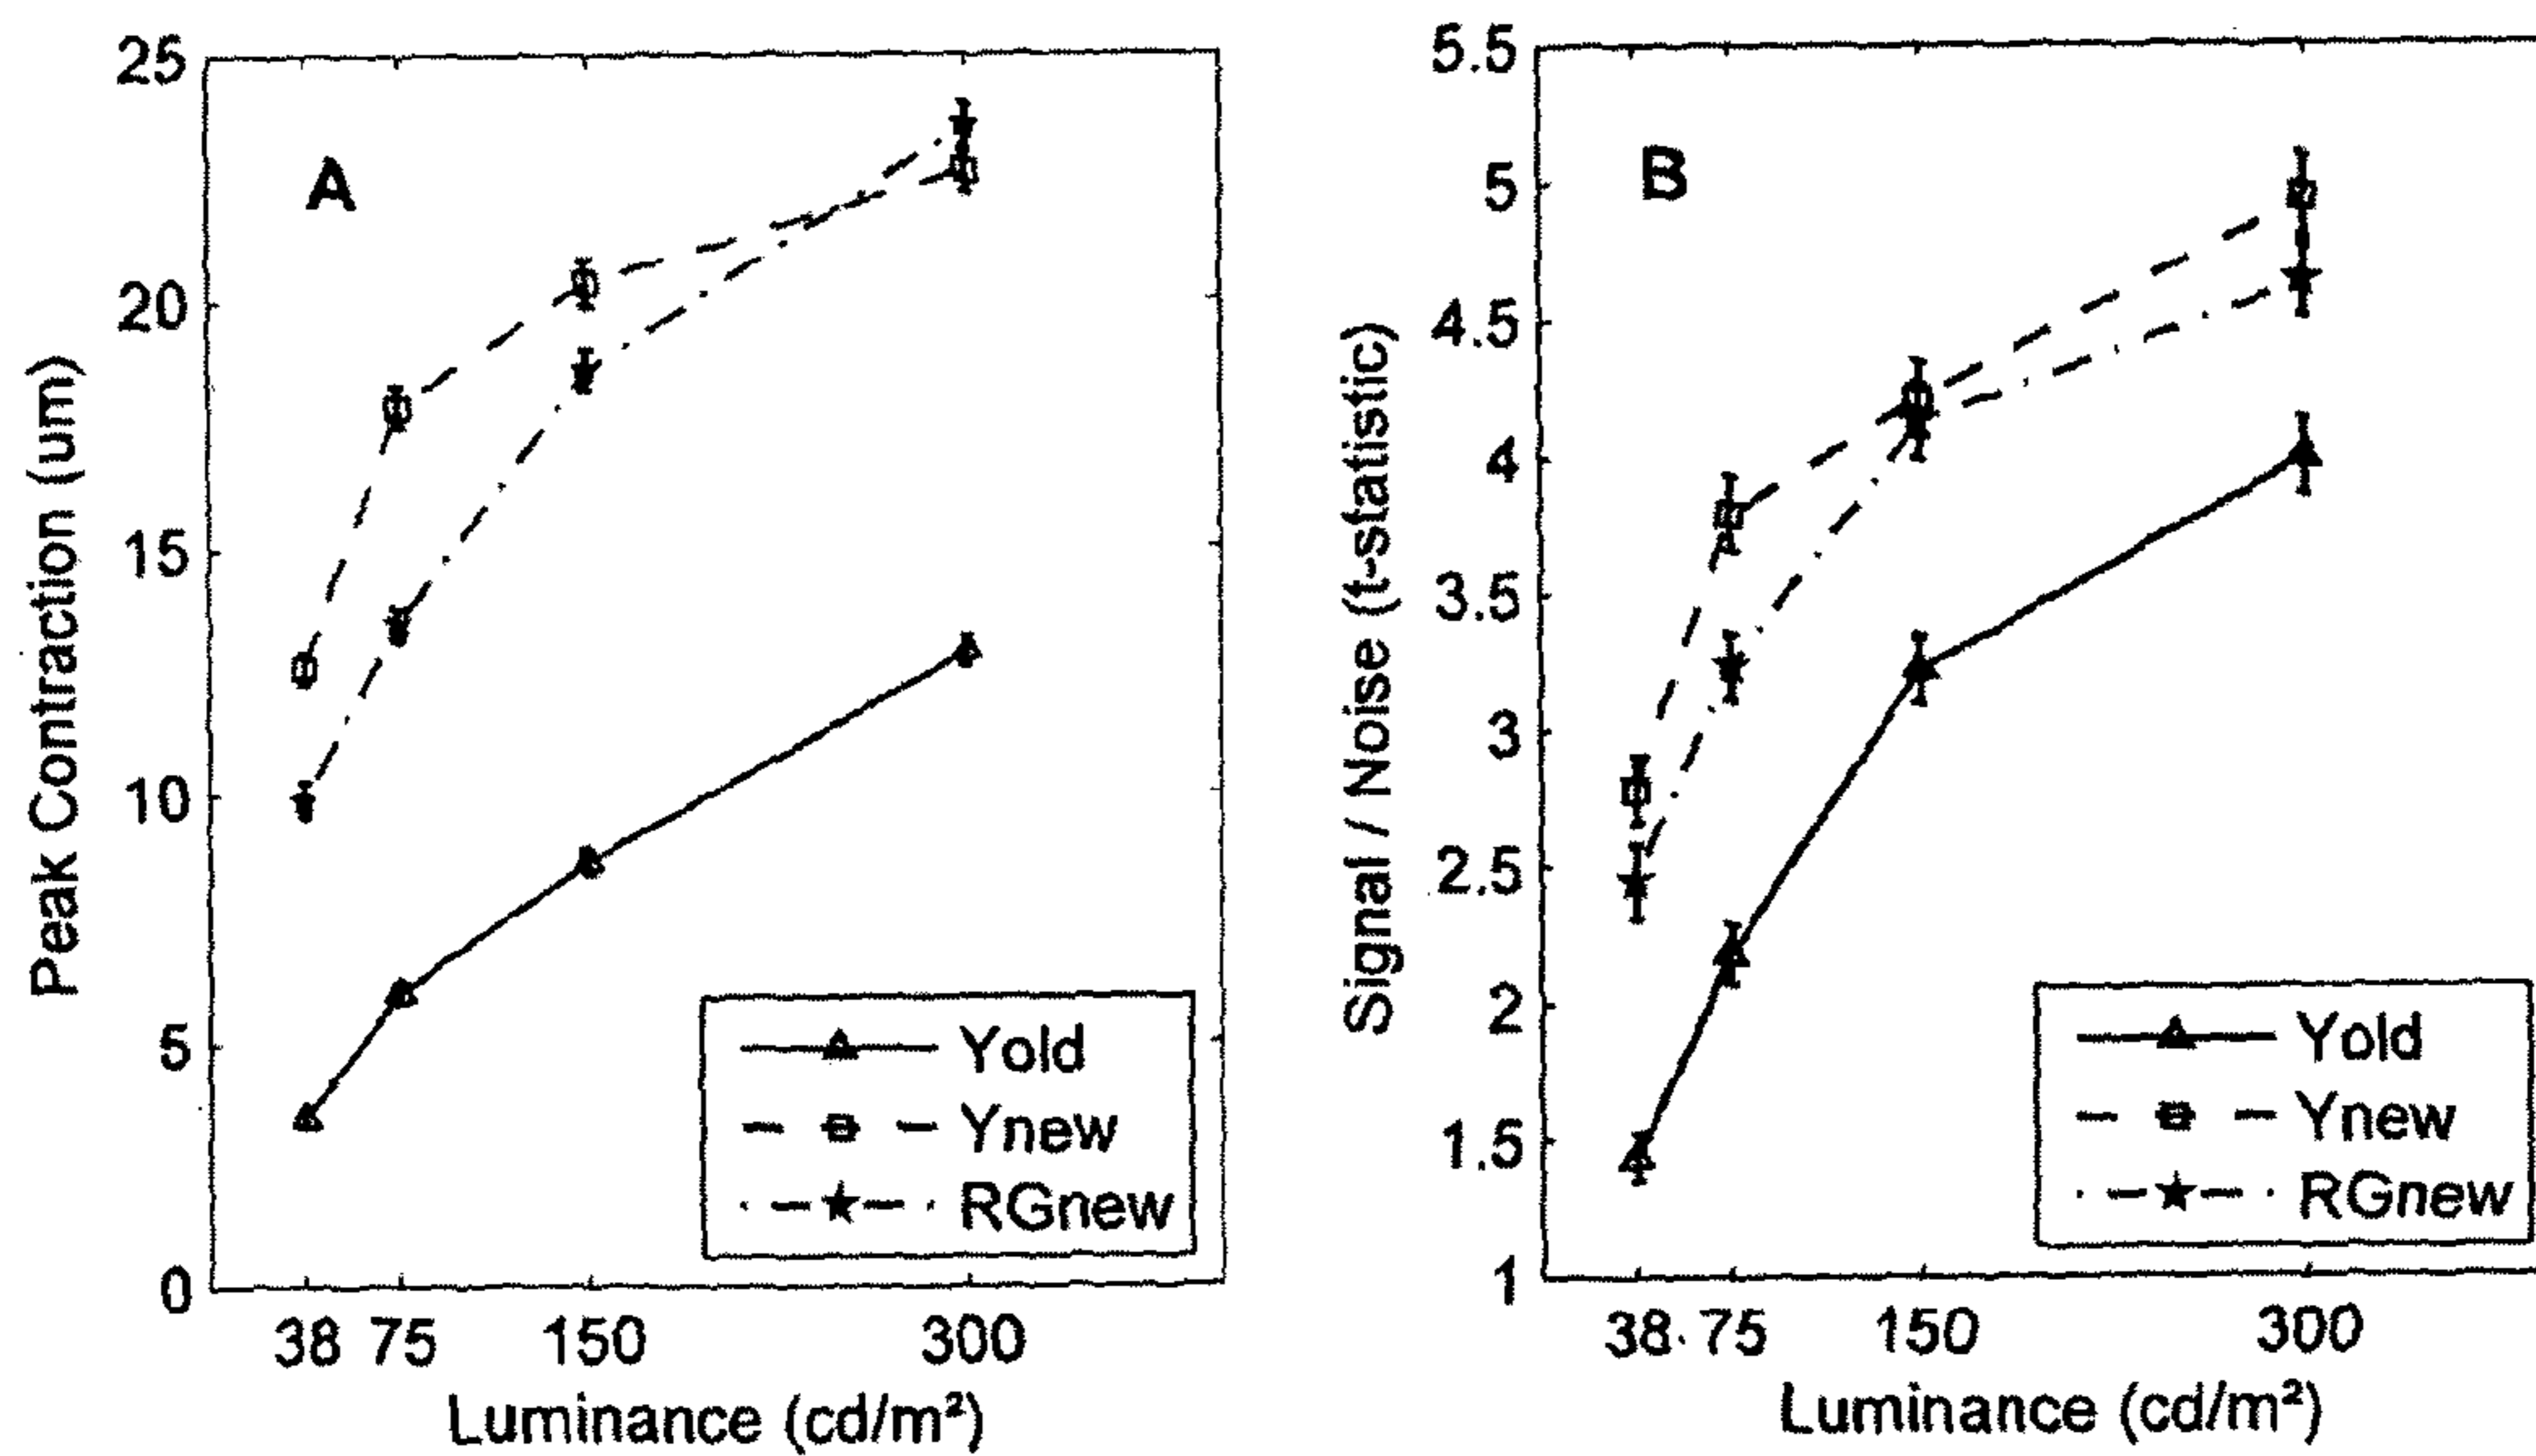 A
Peak Contraction (um)
25
20
15
10
5
0
38 75 150 300
Luminance (cd/m²)
Yold
Ynew
RGnew
B
Signal / Noise (t-statistic)
5.5
5
4.5
4
3.5
3
2.5
2
1.5
1
38 75 150 300
Luminance (cd/m²)
Yold
Ynew
RGnew